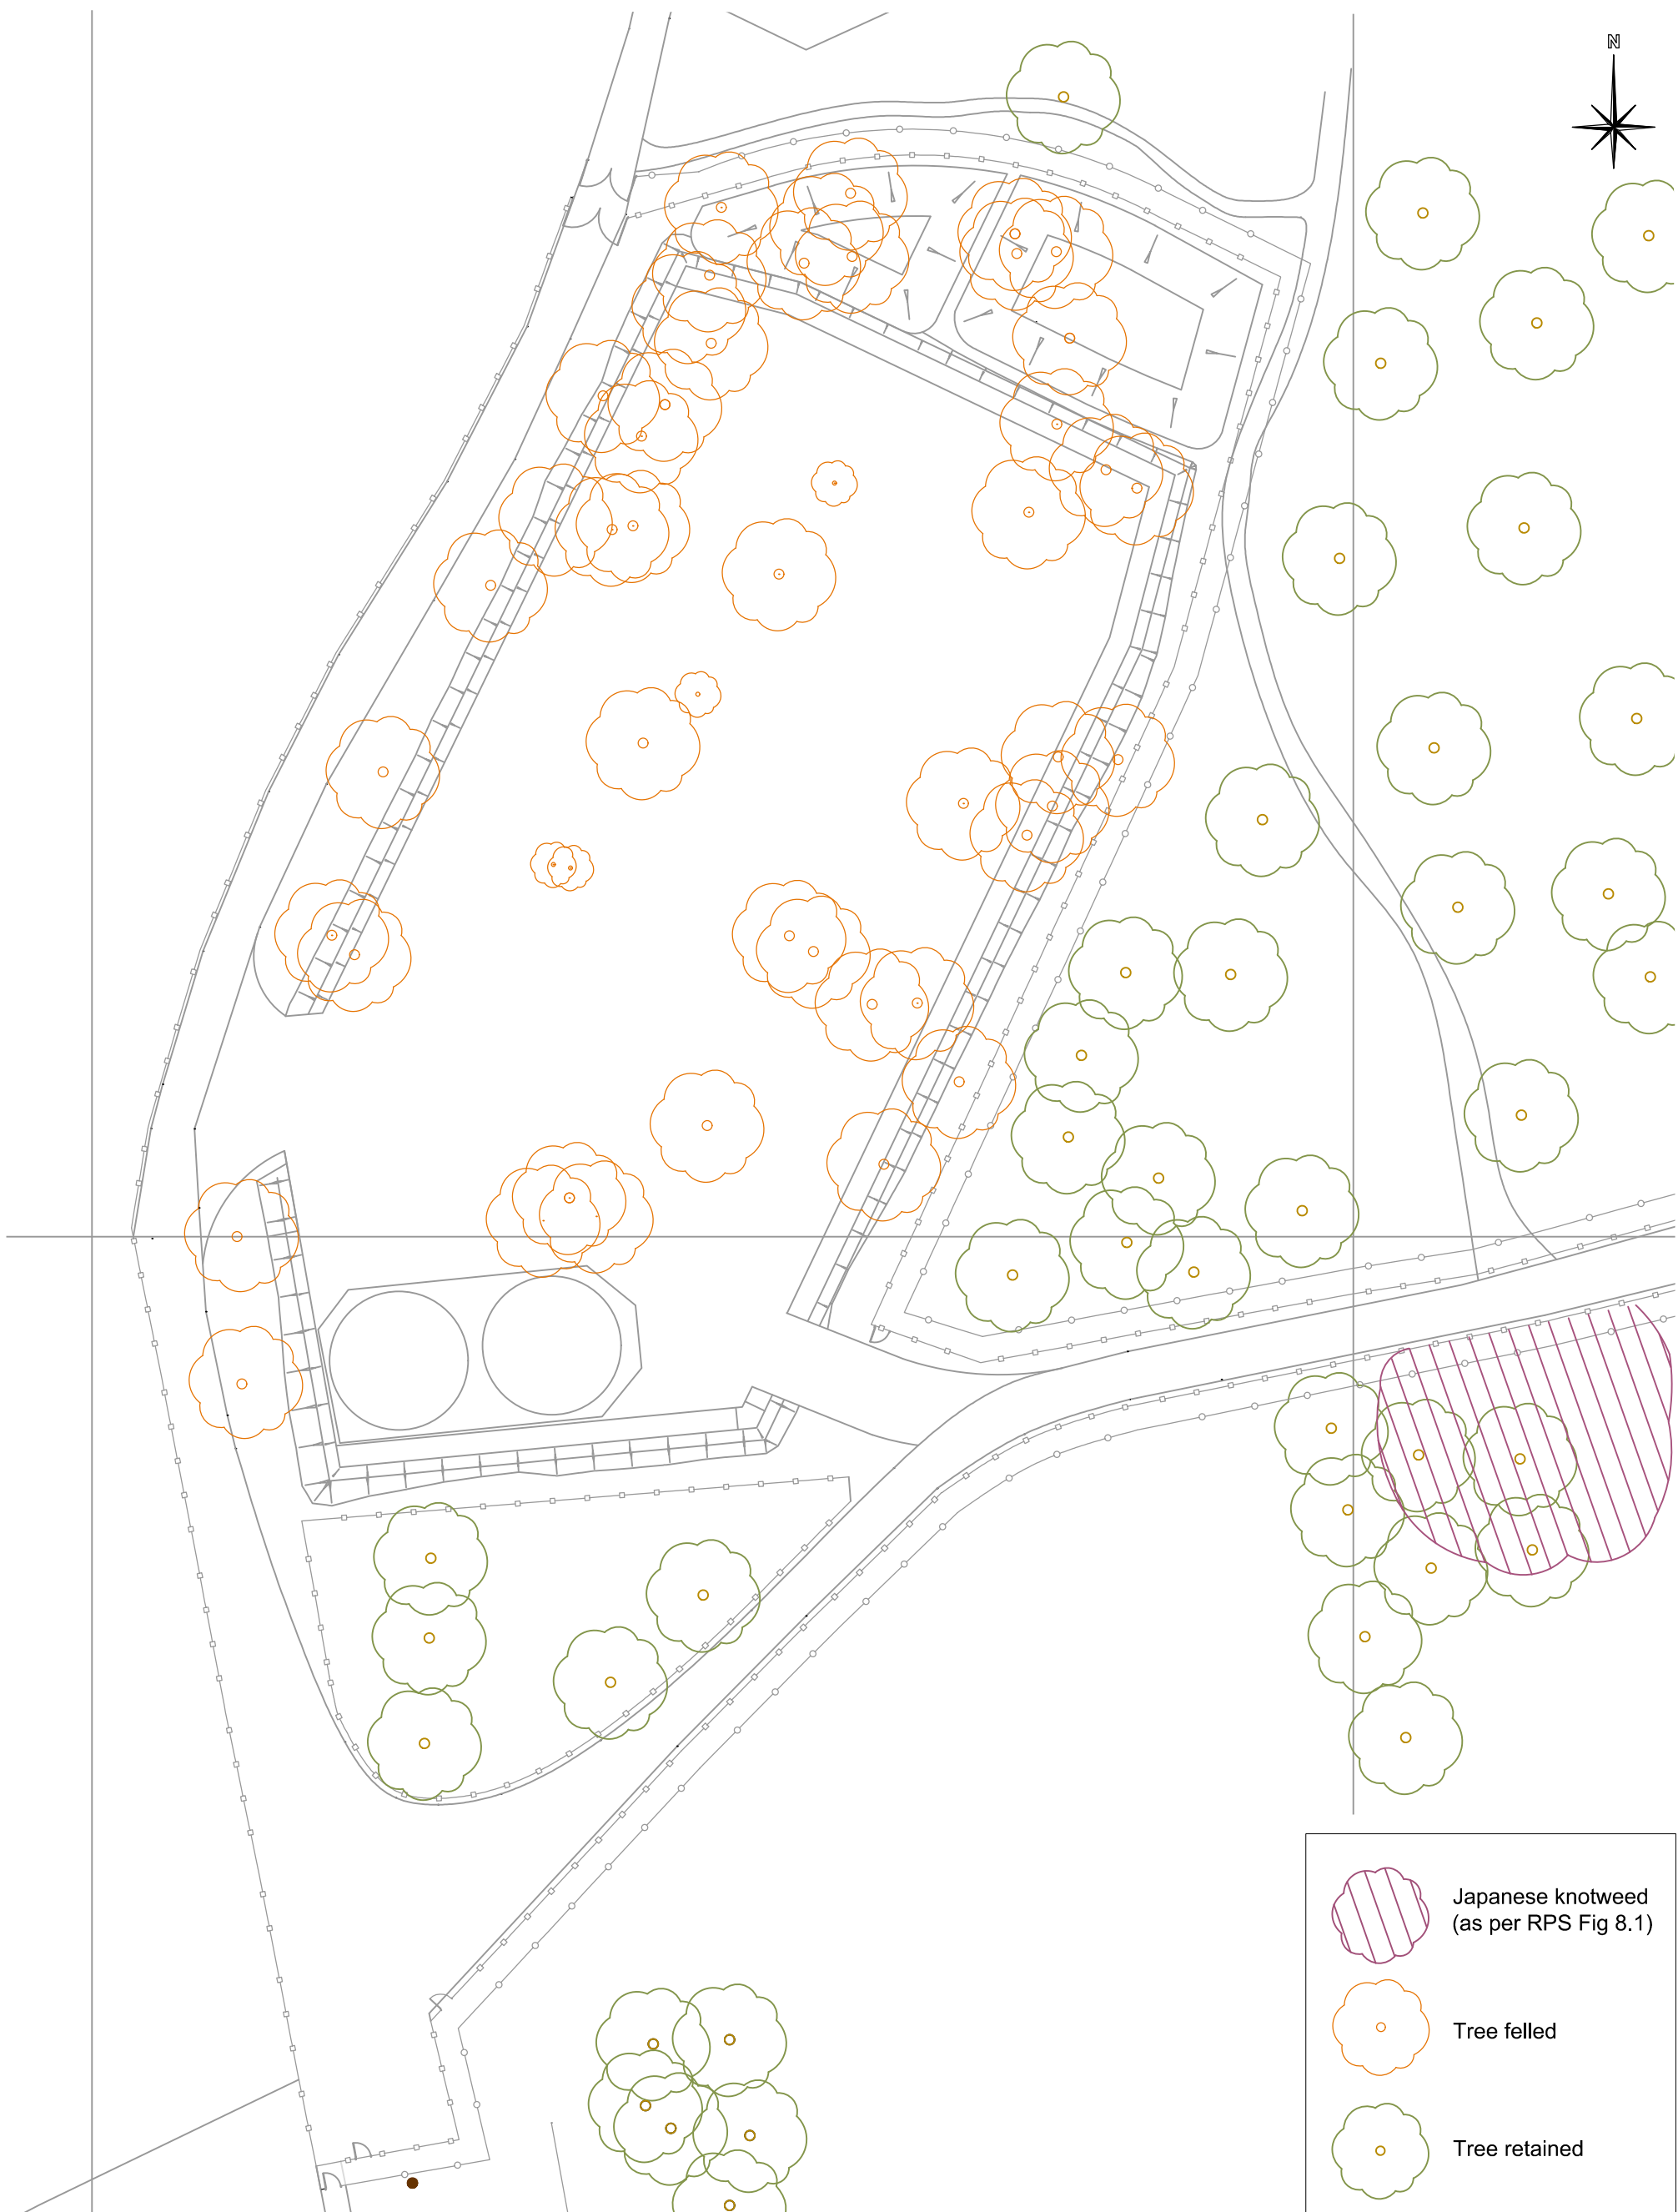 N
Japanese knotweed
(as per RPS Fig 8.1)
Tree felled
Tree retained